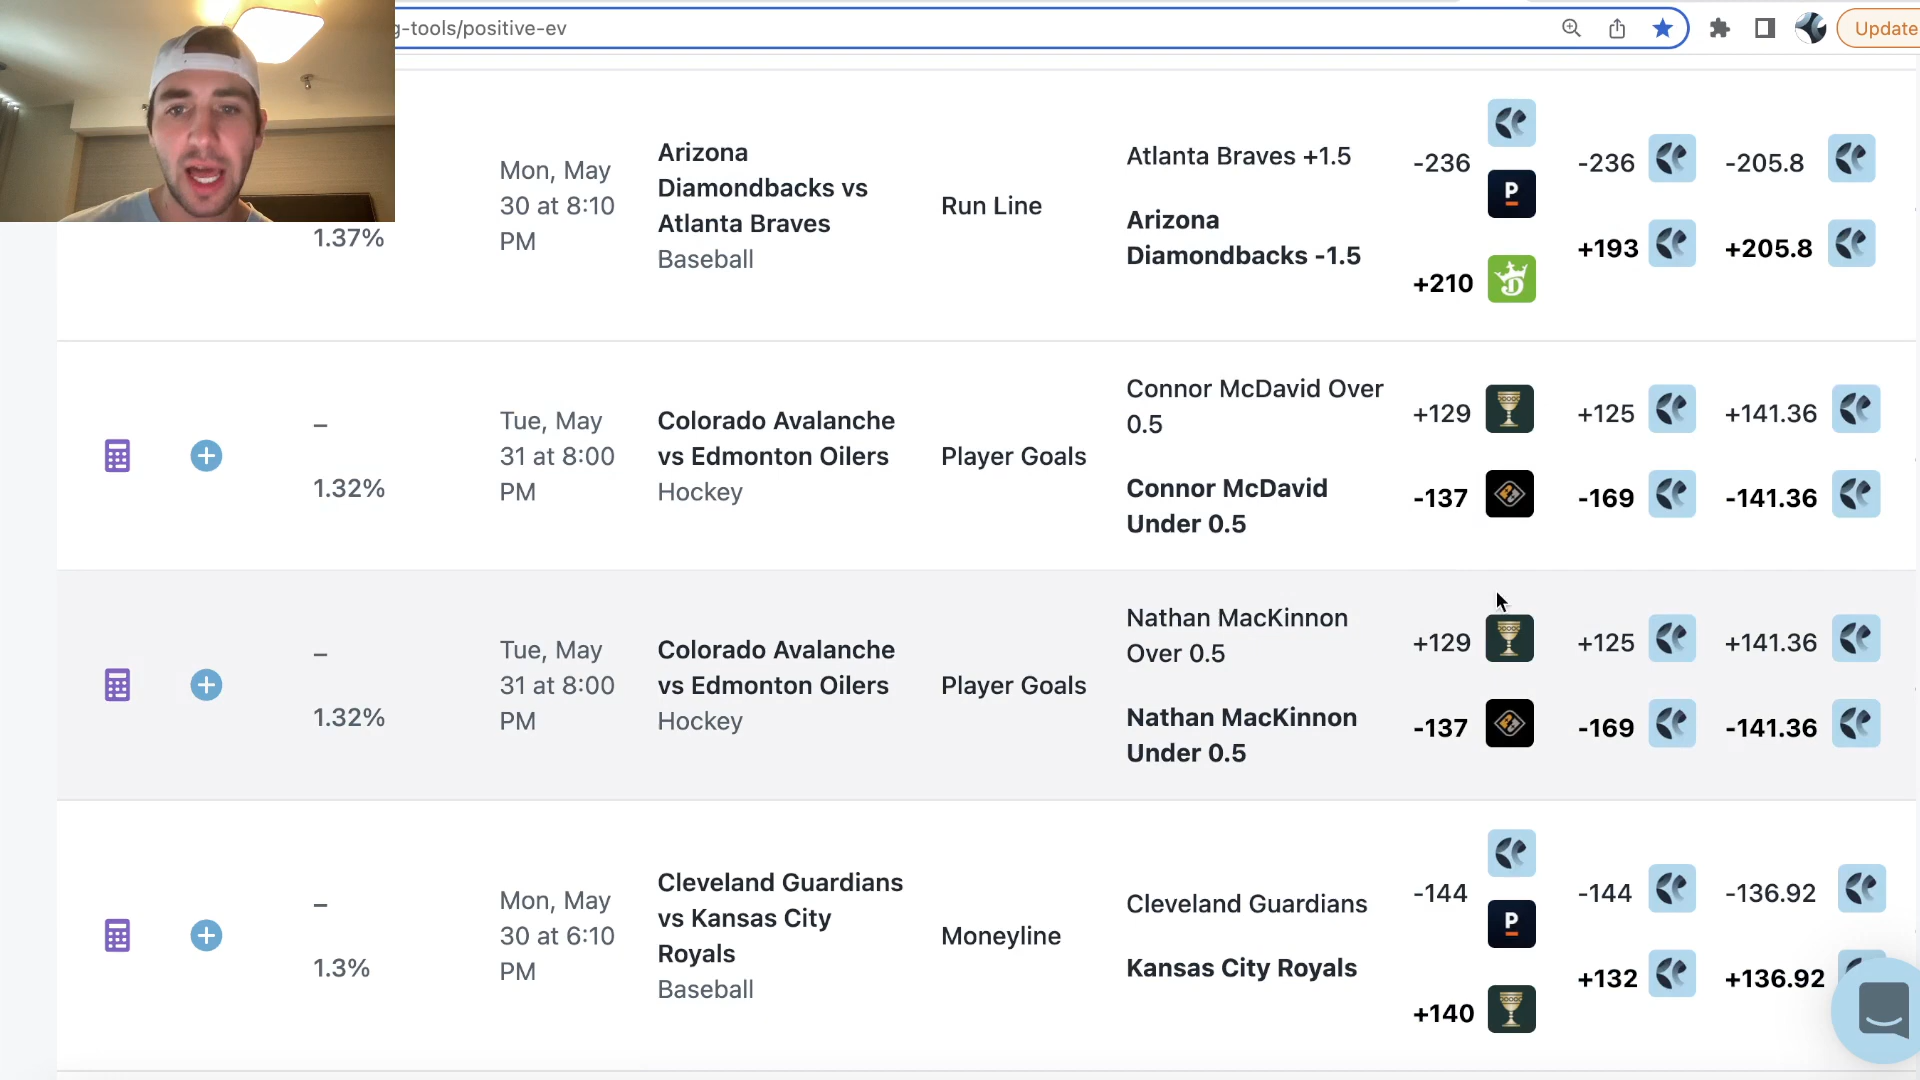 g-tools/positive-ev
Update
1.37%
Mon, May
30 at 8:10
PM
Arizona
Diamondbacks vs
Atlanta Braves
Baseball
Run Line
Atlanta Braves +1.5
Arizona
Diamondbacks -1.5
-236
P
+210
-236
+193
-205.8
+205.8
–
1.32%
Tue, May
31 at 8:00
PM
Colorado Avalanche
vs Edmonton Oilers
Hockey
Player Goals
Connor McDavid Over
0.5
Connor McDavid
Under 0.5
+129
-137
+125
-169
+141.36
-141.36
–
1.32%
Tue, May
31 at 8:00
PM
Colorado Avalanche
vs Edmonton Oilers
Hockey
Player Goals
Nathan MacKinnon
Over 0.5
Nathan MacKinnon
Under 0.5
+129
-137
+125
-169
+141.36
-141.36
–
1.3%
Mon, May
30 at 6:10
PM
Cleveland Guardians
vs Kansas City
Royals
Baseball
Moneyline
Cleveland Guardians
Kansas City Royals
-144
P
+140
-144
+132
-136.92
+136.92